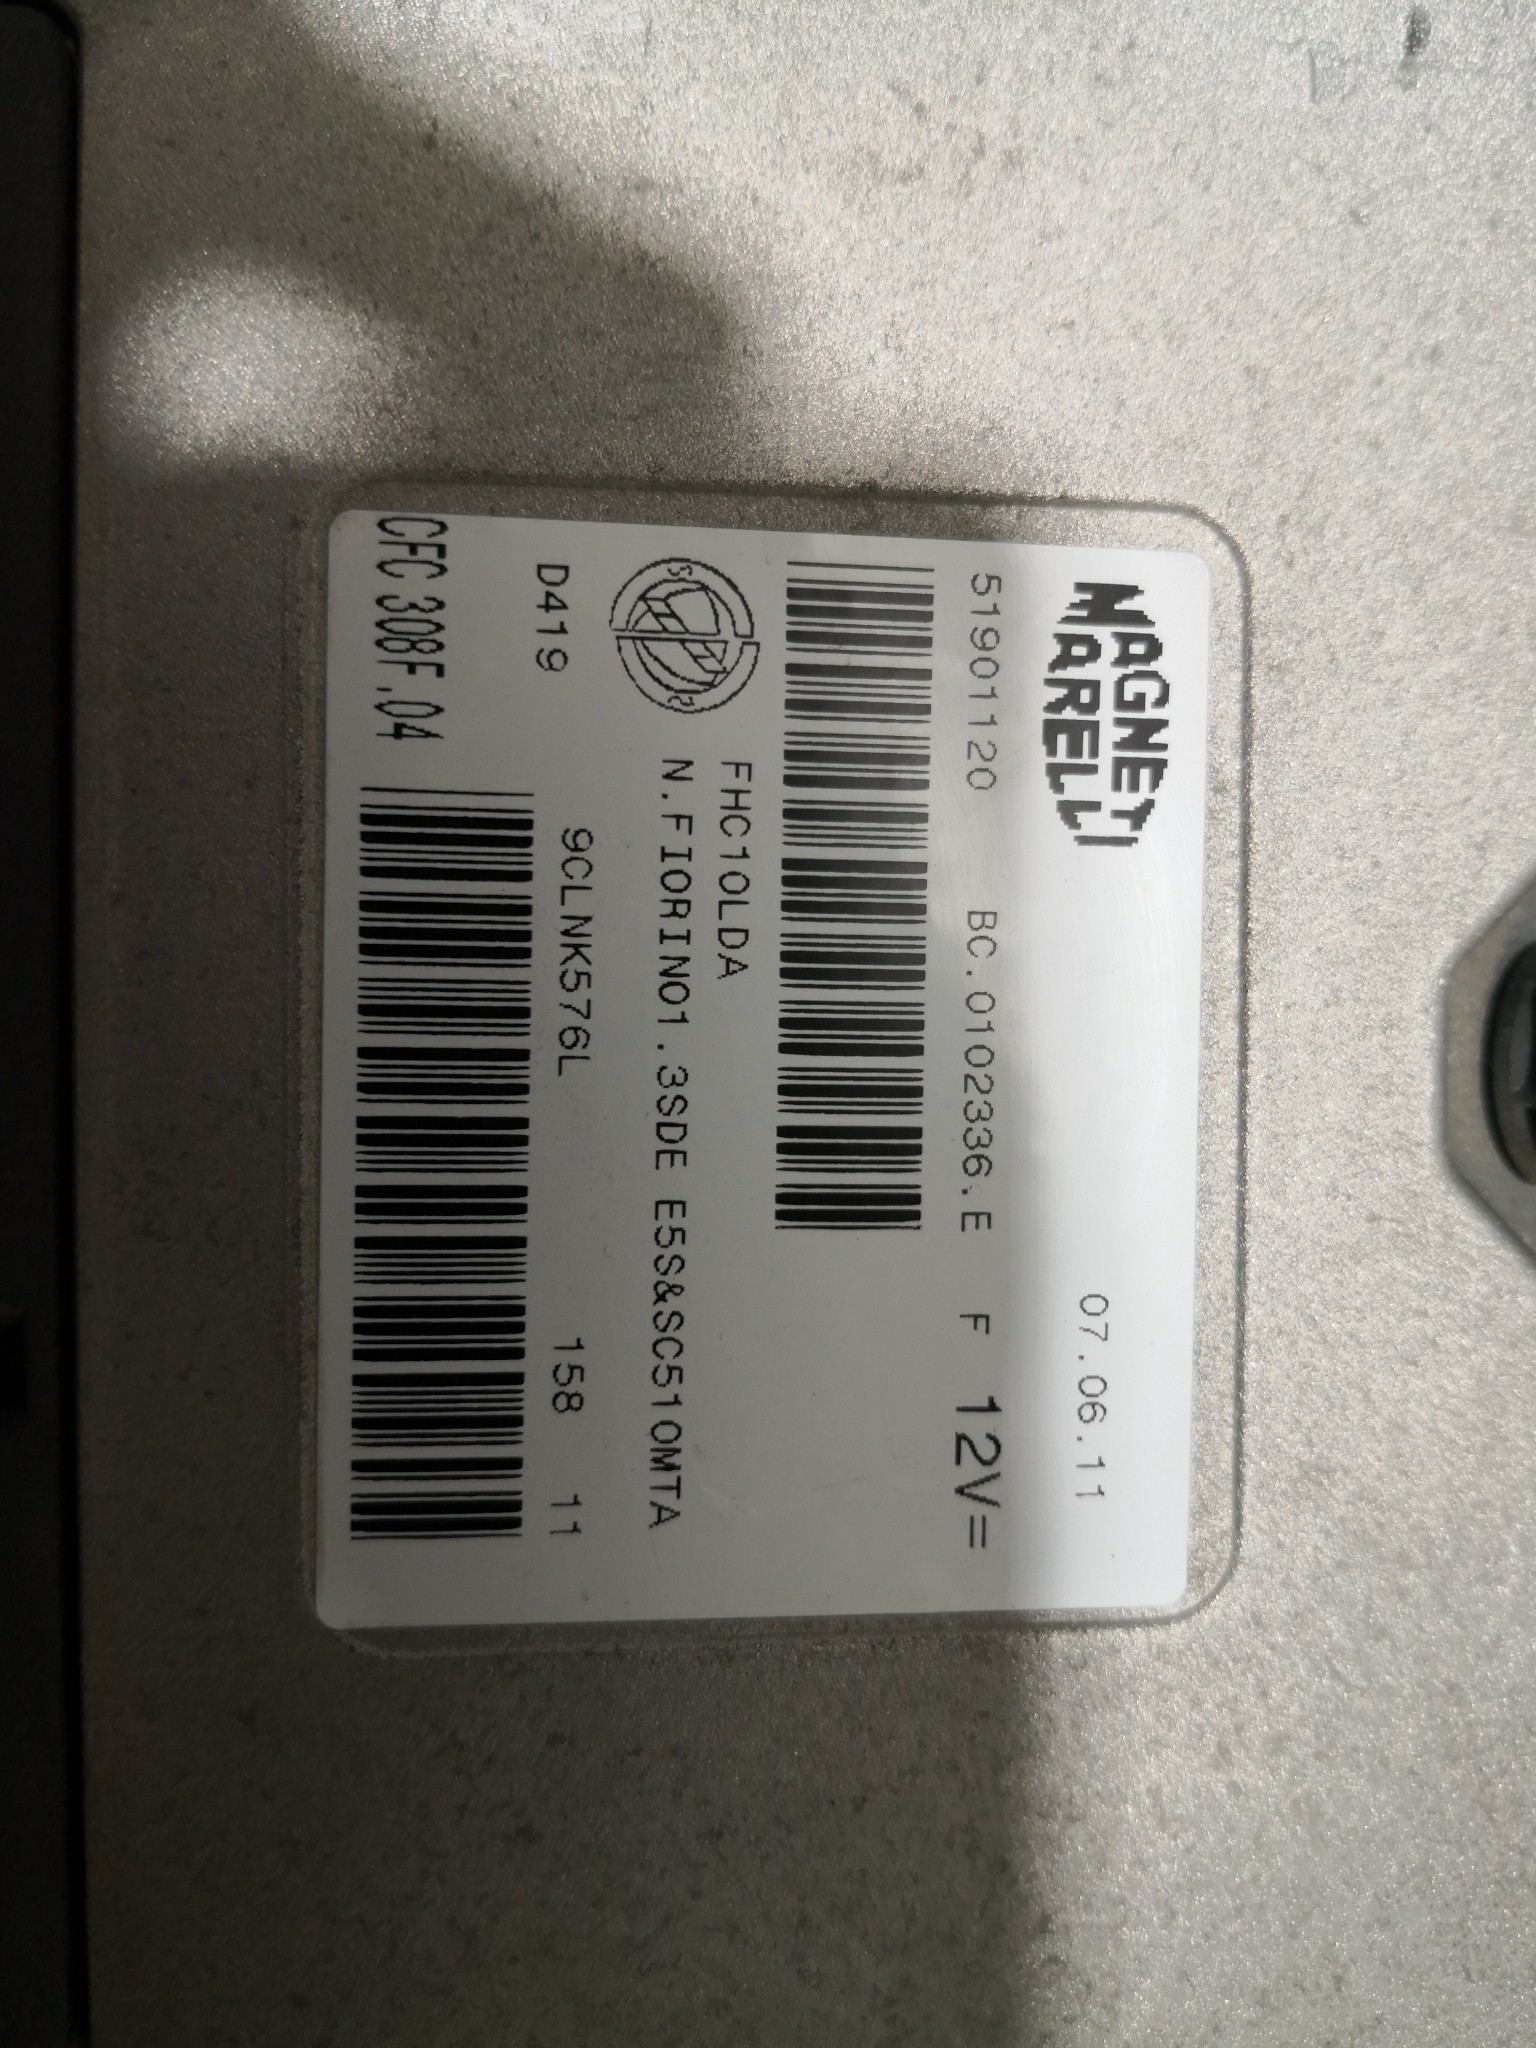 MAGNETI
MARELLI
07.06.11
51901120 BC.0102336.E F 12V=
FHC10LDA
N.FIORINO1.3SDE E5S&SC510MTA
D419
9CLNK576L 158 11
CFC 308F.04